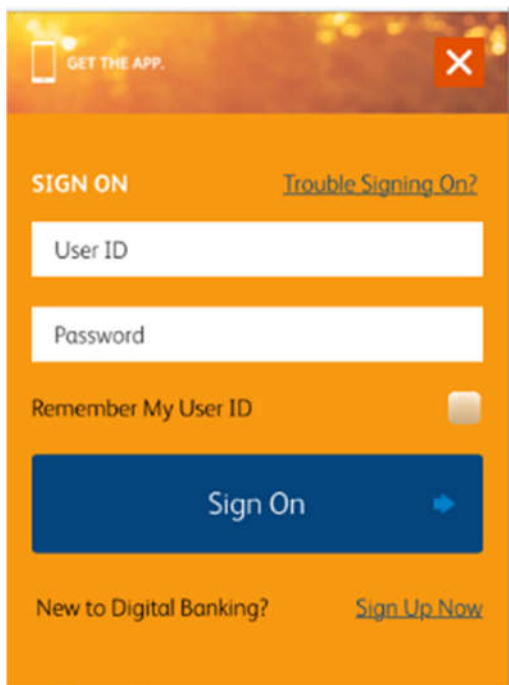 GET THE APP.
SIGN ON Trouble Signing On?
User ID
Password
Remember My User ID
Sign On
New to Digital Banking? Sign Up Now